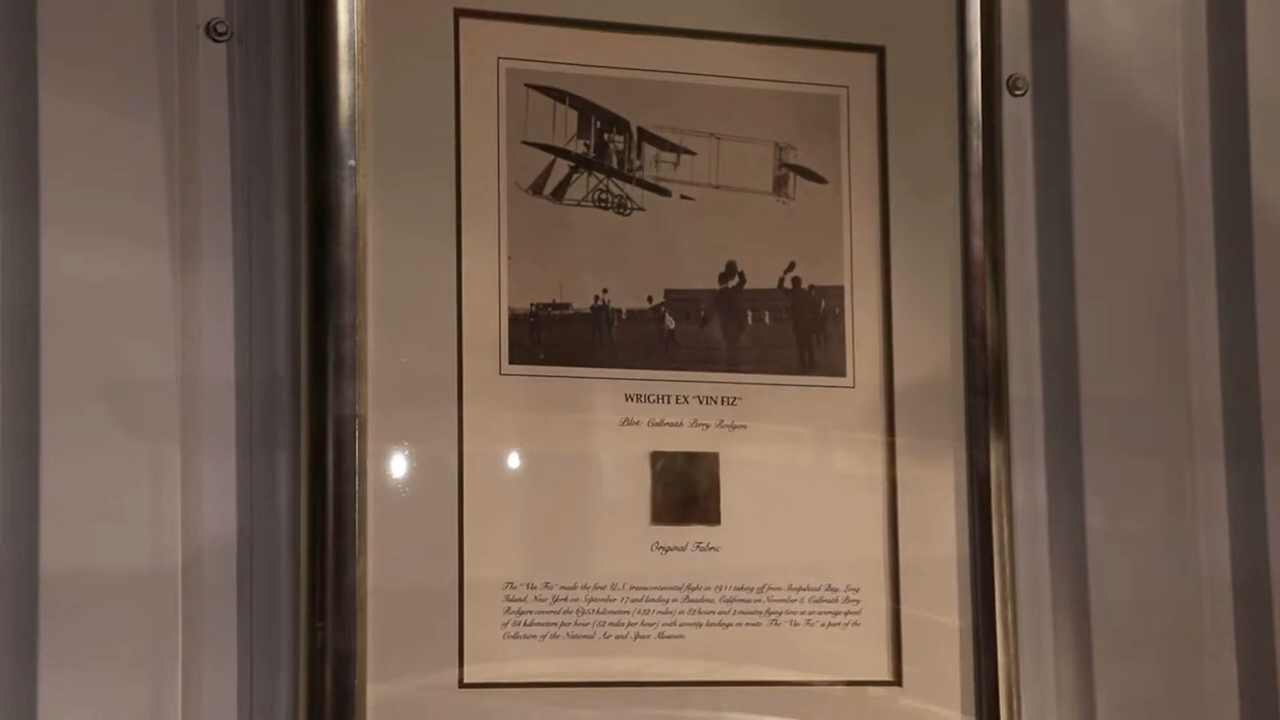 WRIGHT EX "VIN FIZ"
Pilot: Galbraith Perry Rodgers
Original Fabric
The "Vin Fiz" made the first U.S. transcontinental flight in 1911 taking off from Sheepshead Bay, Long
Island, New York on September 17 and landing in Pasadena, California on November 5. Calbraith Perry
Rodgers covered the kilometers (4321 miles) in 82 hours and 2 minutes flying time at an average speed
of 84 kilometers per hour (52 miles per hour) with seventy landings en route. The "Vin Fiz" is part of the
Collection of the National Air and Space Museum.